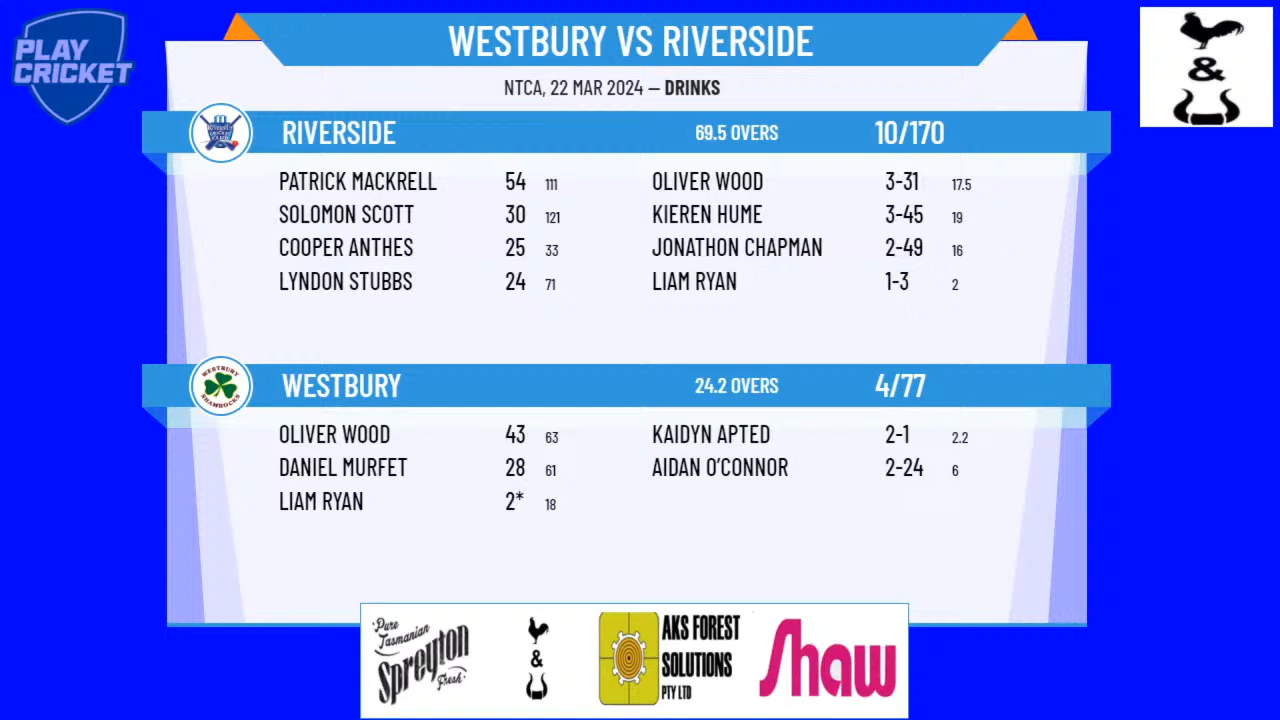 PLAY
CRICKET
WESTBURY VS RIVERSIDE
&
NTCA, 22 MAR 2024 – DRINKS
RIVERSIDE 69.5 OVERS 10/170
PATRICK MACKRELL 54 111 OLIVER WOOD 3-31 17.5
SOLOMON SCOTT 30 121 KIEREN HUME 3-45 19
COOPER ANTHES 25 33 JONATHON CHAPMAN 2-49 16
LYNDON STUBBS 24 71 LIAM RYAN 1-3 2
WESTBURY
SHAMROCKS
WESTBURY 24.2 OVERS 4/77
OLIVER WOOD 43 63 KAIDYN APTED 2-1 2.2
DANIEL MURFET 28 61 AIDAN O'CONNOR 2-24 6
LIAM RYAN 2* 18
Pure
Tasmanian
Spreyton
Fresh
&
AKS FOREST
SOLUTIONS
PTY LTD
Shaw